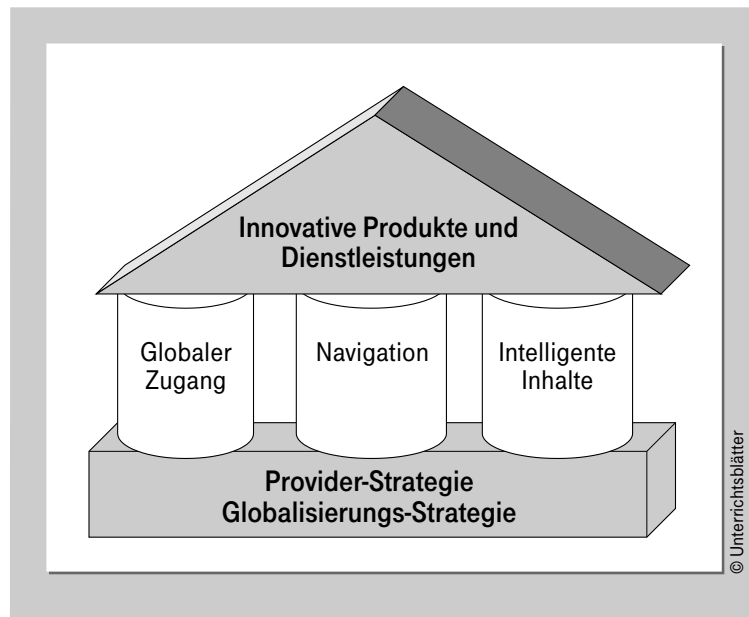 Innovative Produkte und
Dienstleistungen
Globaler
Zugang
Navigation
Intelligente
Inhalte
Provider-Strategie
Globalisierungs-Strategie
© Unterrichtsblätter